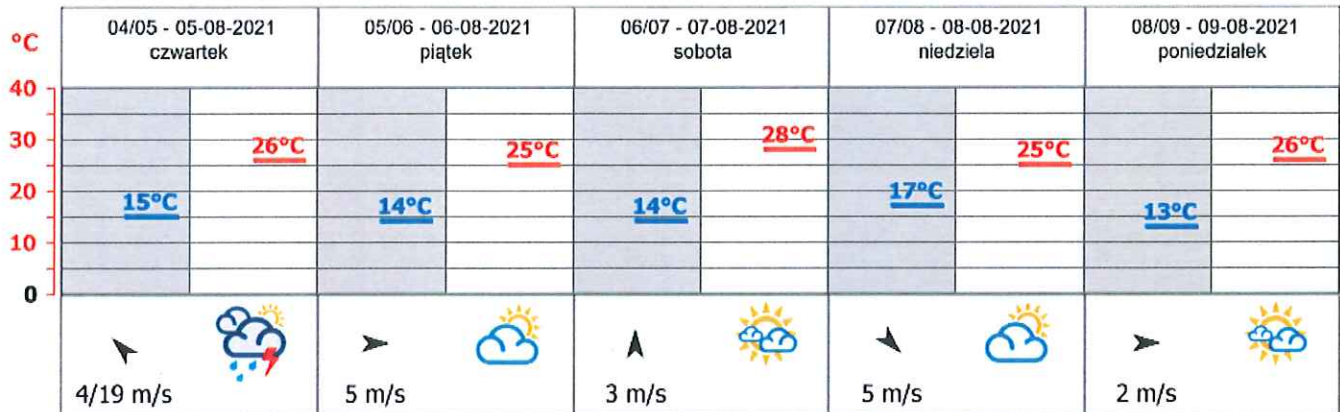 °C
04/05 - 05-08-2021
czwartek
05/06 - 06-08-2021
piątek
06/07 - 07-08-2021
sobota
07/08 - 08-08-2021
niedziela
08/09 - 09-08-2021
poniedziałek
40
30
20
10
0
15°C
26°C
14°C
25°C
14°C
28°C
17°C
25°C
13°C
26°C
4/19 m/s
5 m/s
3 m/s
5 m/s
2 m/s